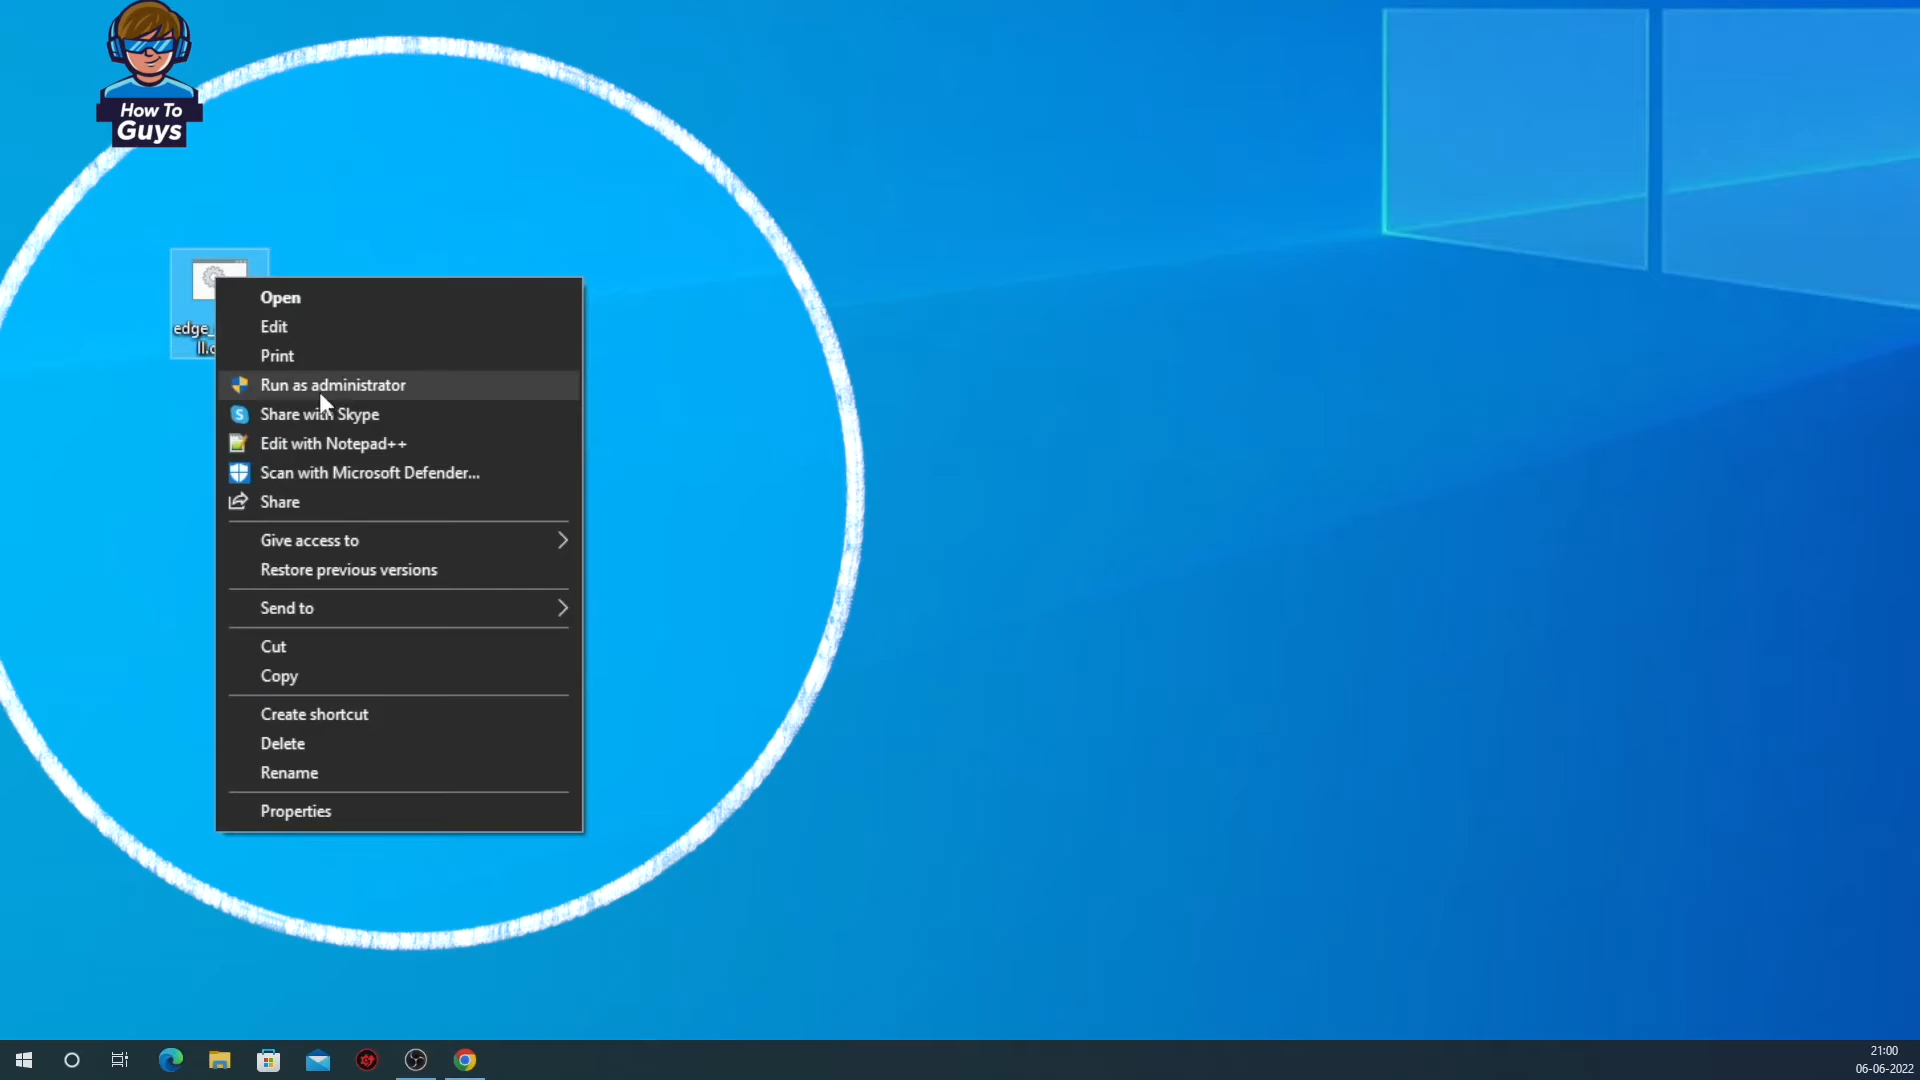 How To
Guys
edge_
ll.c
Open
Edit
Print
Run as administrator
Share with Skype
Edit with Notepad++
Scan with Microsoft Defender...
Share
Give access to
Restore previous versions
Send to
Cut
Copy
Create shortcut
Delete
Rename
Properties
21:00
06-06-2022